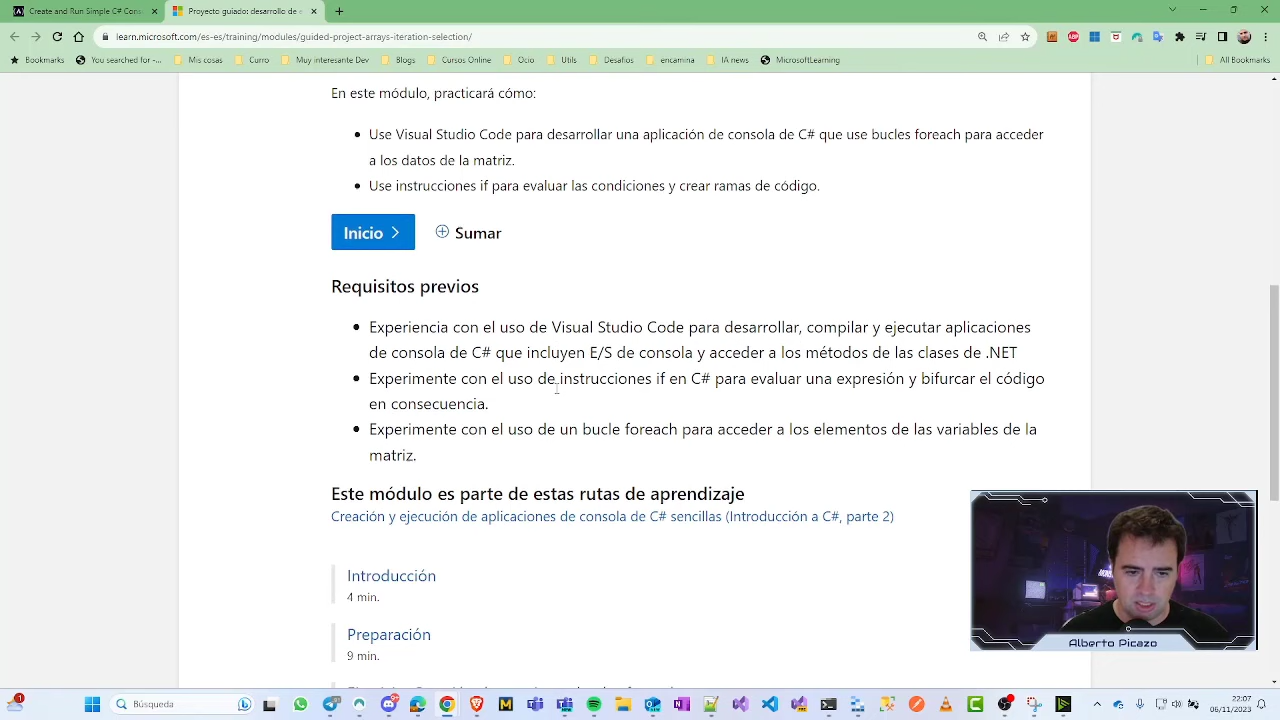 Create and Run Simple C# Cons
Proyecto guiado: desarrollo de e
learn.microsoft.com/es-es/training/modules/guided-project-arrays-iteration-selection/
Bookmarks
You searched for -...
Mis cosas
Curro
Muy interesante Dev
Blogs
Cursos Online
Ocio
Utils
Desafios
encamina
IA news
MicrosoftLearning
All Bookmarks
En este módulo, practicará cómo:
Use Visual Studio Code para desarrollar una aplicación de consola de C# que use bucles foreach para acceder
a los datos de la matriz.
Use instrucciones if para evaluar las condiciones y crear ramas de código.
Inicio
Sumar
Requisitos previos
Experiencia con el uso de Visual Studio Code para desarrollar, compilar y ejecutar aplicaciones
de consola de C# que incluyen E/S de consola y acceder a los métodos de las clases de .NET
Experimente con el uso de instrucciones if en C# para evaluar una expresión y bifurcar el código
en consecuencia.
Experimente con el uso de un bucle foreach para acceder a los elementos de las variables de la
matriz.
Este módulo es parte de estas rutas de aprendizaje
Creación y ejecución de aplicaciones de consola de C# sencillas (Introducción a C#, parte 2)
Introducción
4 min.
Preparación
9 min.
Alberto Picazo
Búsqueda
22:07
06/11/2023